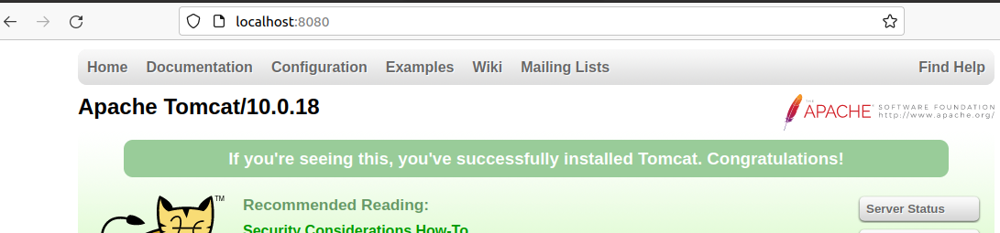 localhost:8080
Home Documentation Configuration Examples Wiki Mailing Lists Find Help
Apache Tomcat/10.0.18
THE APACHE® SOFTWARE FOUNDATION
http://www.apache.org/
If you're seeing this, you've successfully installed Tomcat. Congratulations!
TM
Recommended Reading:
Server Status
Security Considerations How-To